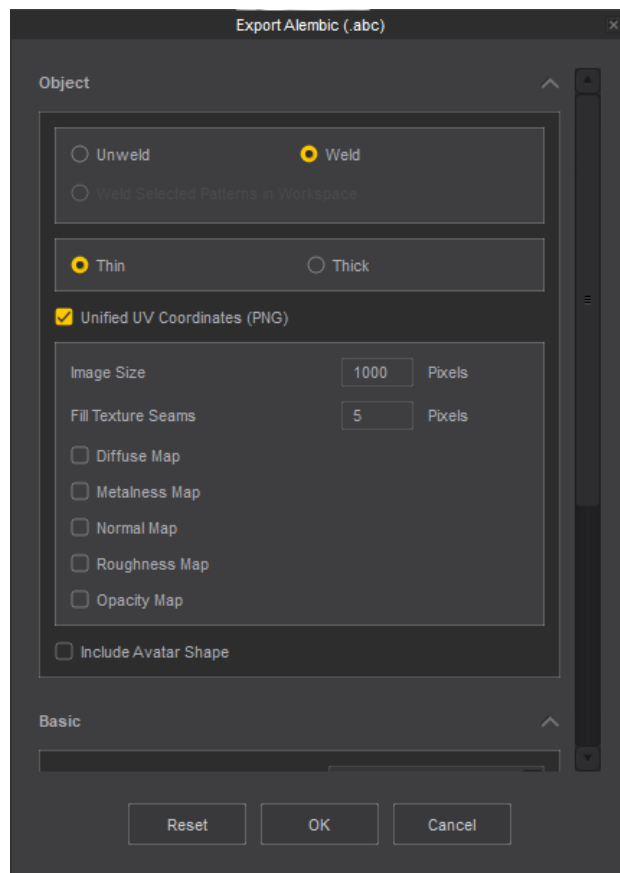 Export Alembic (.abc)
Object
Unweld Weld
Weld Selected Patterns in Workspace
Thin Thick
Unified UV Coordinates (PNG)
Image Size 1000 Pixels
Fill Texture Seams 5 Pixels
Diffuse Map
Metalness Map
Normal Map
Roughness Map
Opacity Map
Include Avatar Shape
Basic
Reset OK Cancel